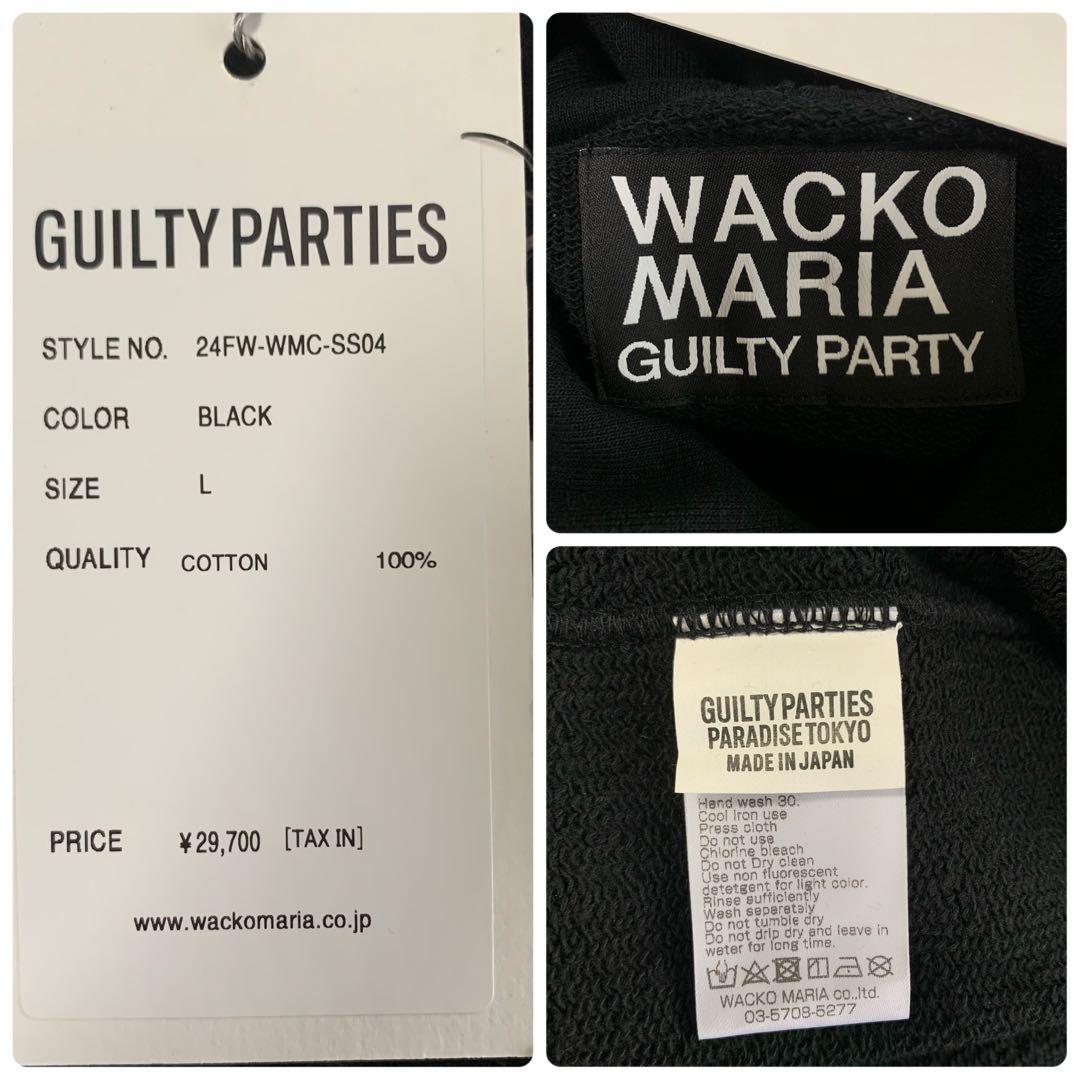 GUILTY PARTIES
STYLE NO. 24FW-WMC-SS04
COLOR BLACK
SIZE L
QUALITY COTTON 100%
PRICE ¥29,700 [TAX IN]
www.wackomaria.co.jp
WACKO
MARIA
GUILTY PARTY
GUILTY PARTIES
PARADISE TOKYO
MADE IN JAPAN
Hand wash 30.
Cool Iron use
Press cloth
Do not use
Chlorine bleach
Do not Dry clean
Use non fluorescent
detetgent for light color.
Rinse sufficiently
Wash separataly
Do not tumble dry
Do not drip dry and leave in
water for long time.
WACKO MARIA co.,ltd.
03-5708-5277